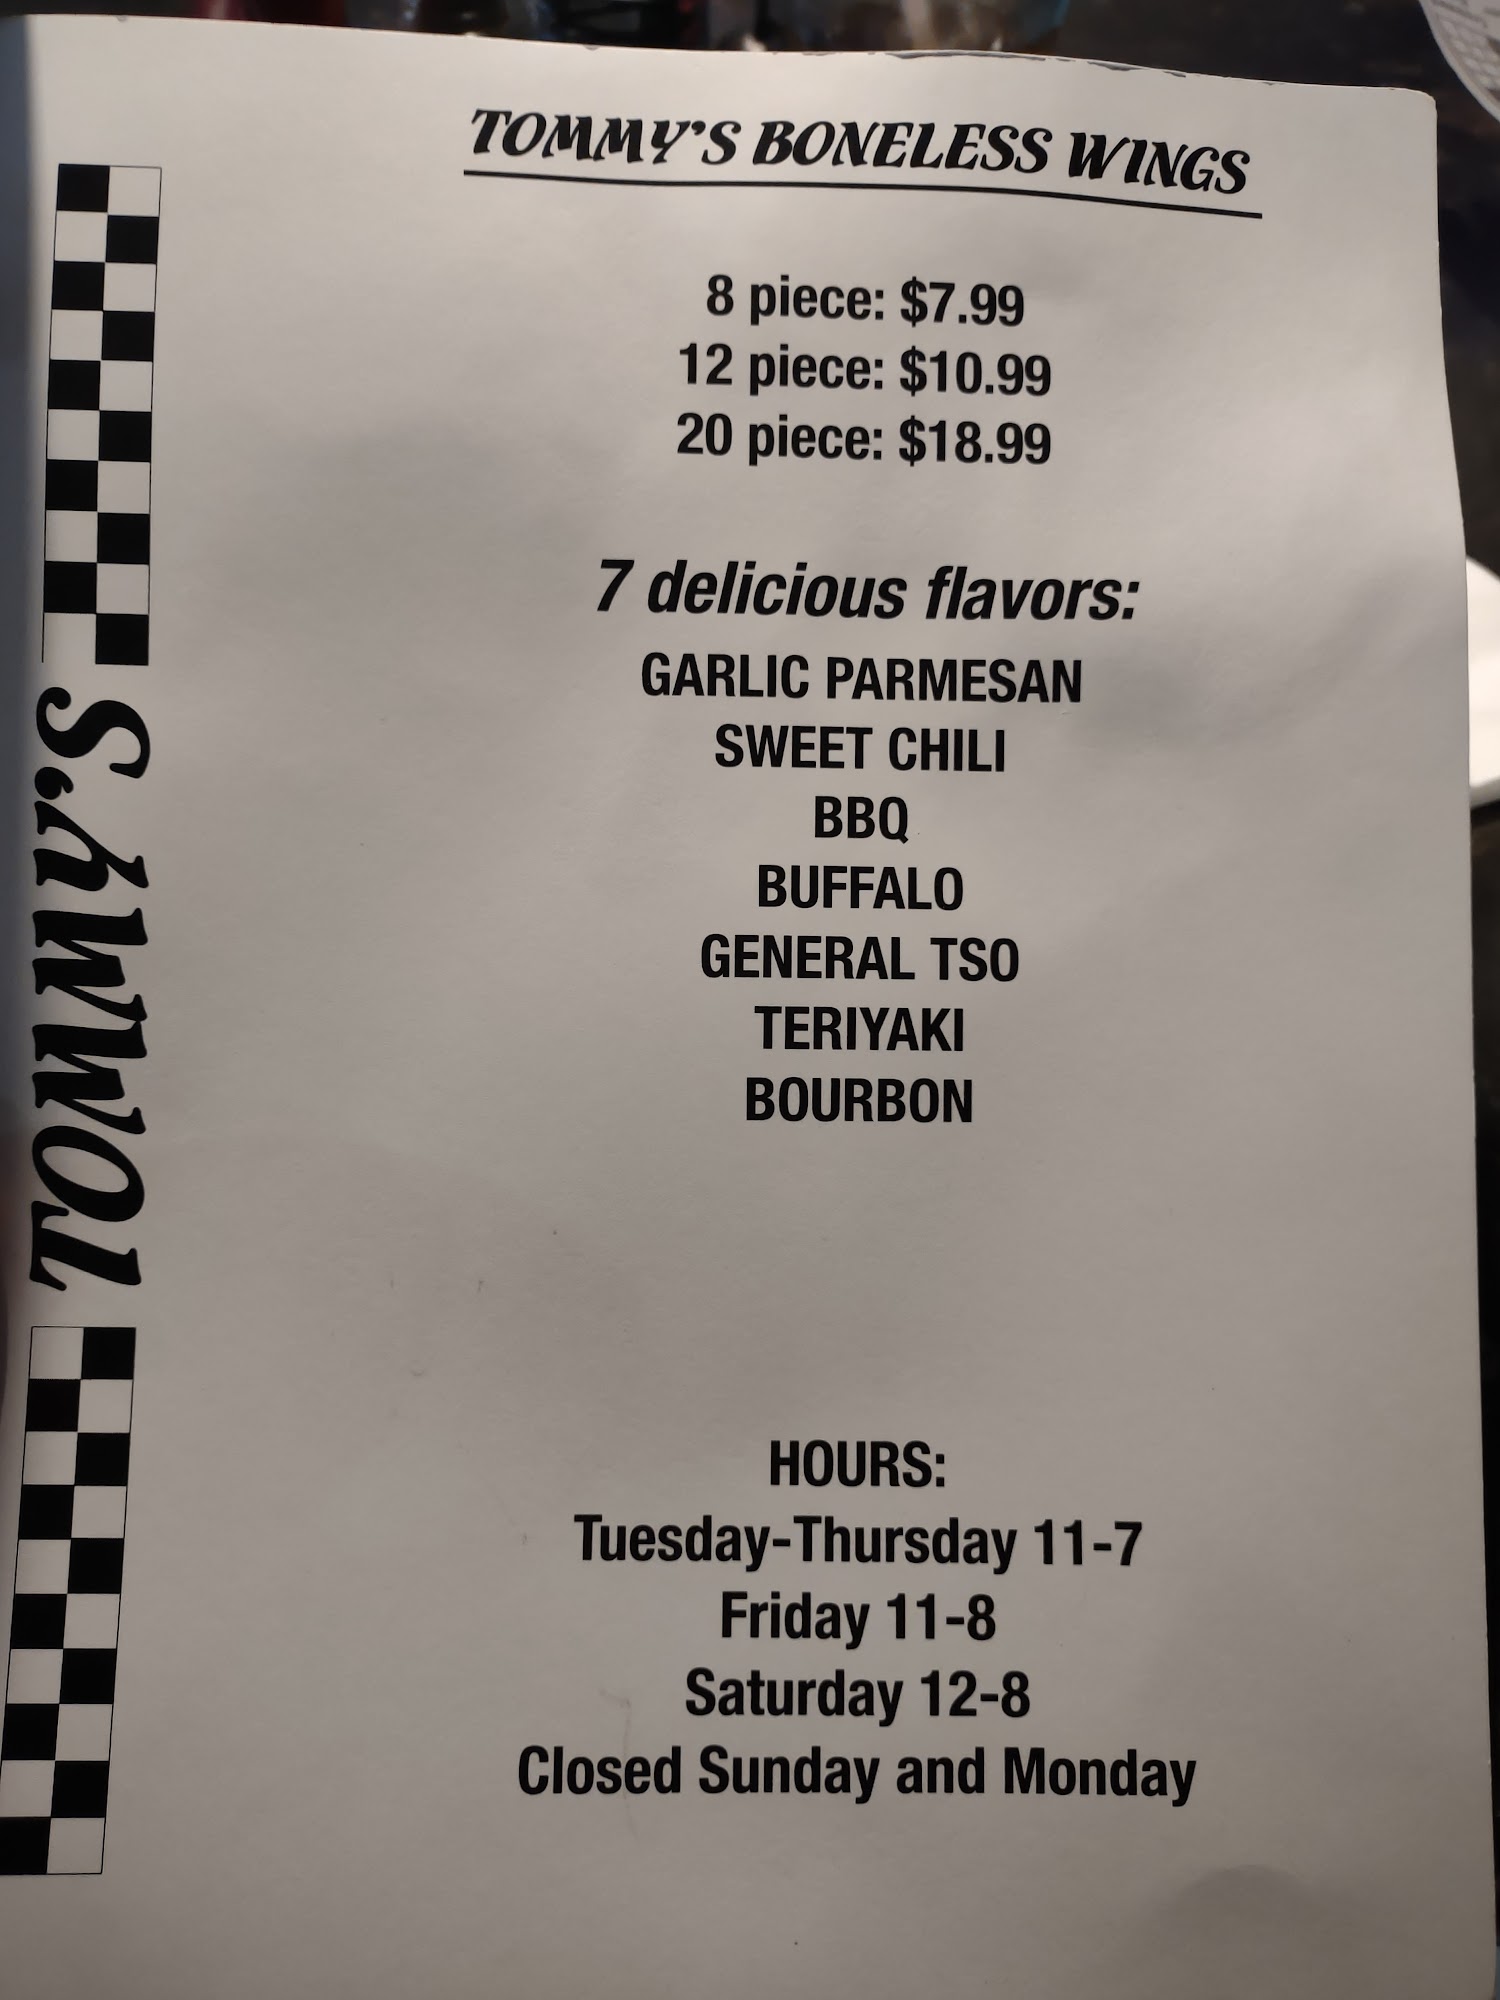 TOMMY'S BONELESS WINGS
8 piece: $7.99
12 piece: $10.99
20 piece: $18.99
7 delicious flavors:
GARLIC PARMESAN
SWEET CHILI
BBQ
BUFFALO
GENERAL TSO
TERIYAKI
BOURBON
HOURS:
Tuesday-Thursday 11-7
Friday 11-8
Saturday 12-8
Closed Sunday and Monday
TOMMY'S